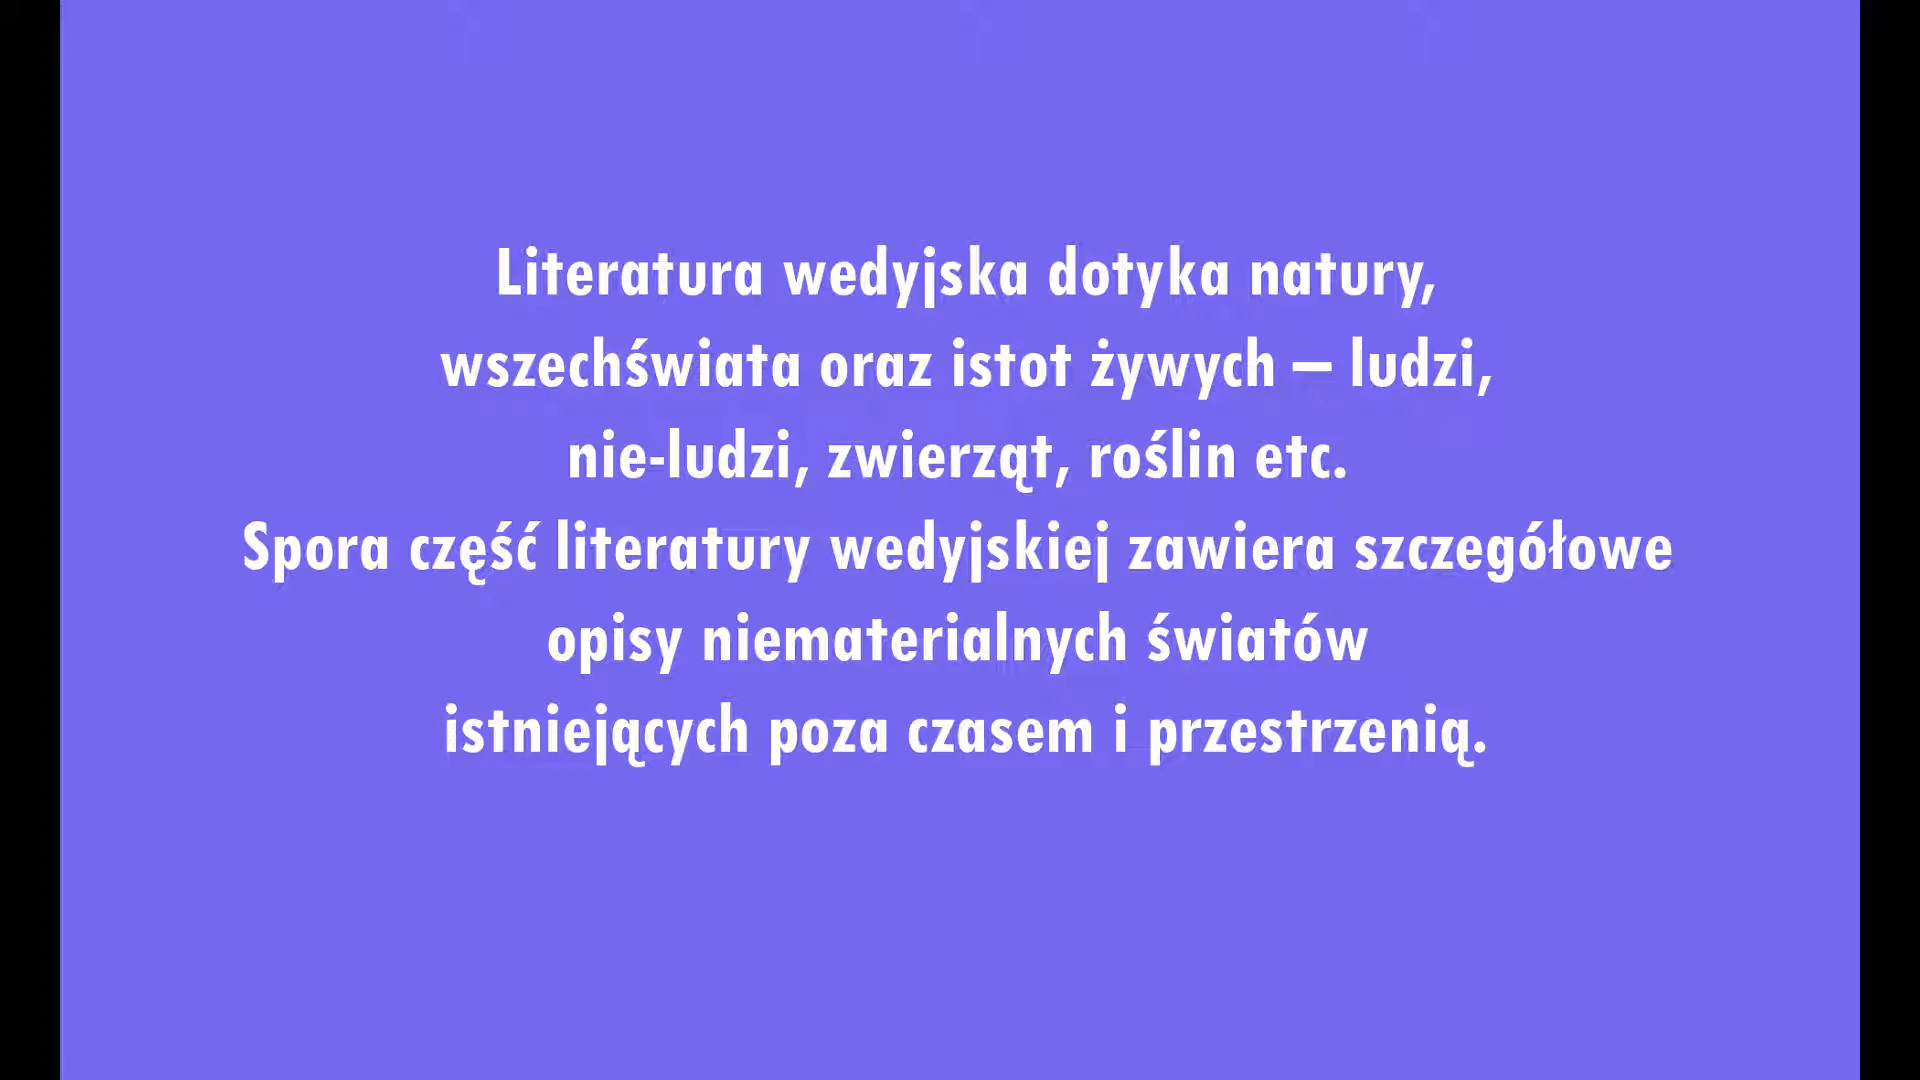 Literatura wedyjska dotyka natury,
wszechświata oraz istot żywych – ludzi,
nie-ludzi, zwierząt, roślin etc.
Spora część literatury wedyjskiej zawiera szczegółowe
opisy niematerialnych światów
istniejących poza czasem i przestrzenią.